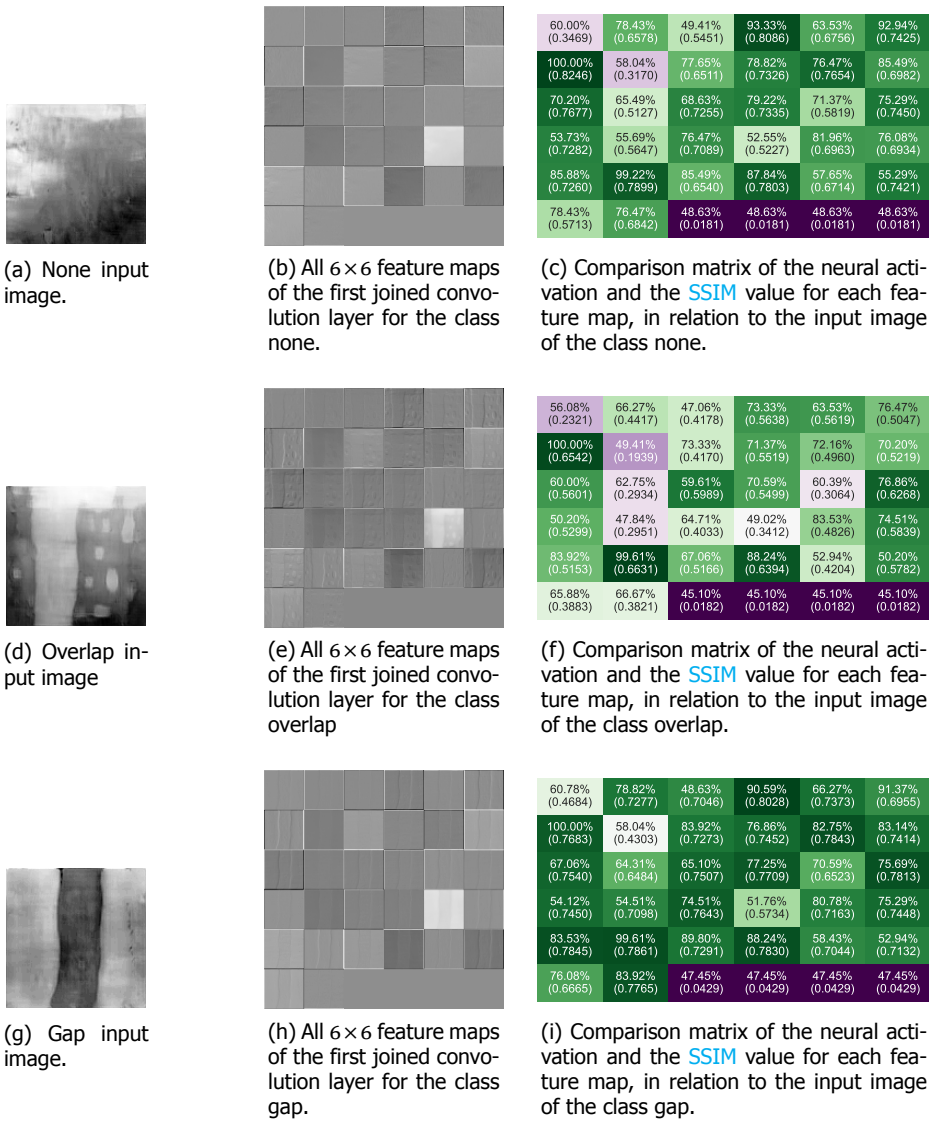 60.00% 78.43% 49.41% 93.33% 63.53% 92.94%
(0.3469) (0.6578) (0.5451) (0.8086) (0.6756) (0.7425)
100.00% 58.04% 77.65% 78.82% 76.47% 85.49%
(0.8246) (0.3170) (0.6511) (0.7326) (0.7654) (0.6982)
70.20% 65.49% 68.63% 79.22% 71.37% 75.29%
(0.7677) (0.5127) (0.7255) (0.7335) (0.5819) (0.7450)
53.73% 55.69% 76.47% 52.55% 81.96% 76.08%
(0.7282) (0.5647) (0.7089) (0.5227) (0.6963) (0.6934)
85.88% 99.22% 85.49% 87.84% 57.65% 55.29%
(0.7260) (0.7899) (0.6540) (0.7803) (0.6714) (0.7421)
78.43% 76.47% 48.63% 48.63% 48.63% 48.63%
(0.5713) (0.6842) (0.0181) (0.0181) (0.0181) (0.0181)
(a) None input
image.
(b) All 6×6 feature maps
of the first joined convo-
lution layer for the class
none.
(c) Comparison matrix of the neural acti-
vation and the SSIM value for each fea-
ture map, in relation to the input image
of the class none.
56.08% 66.27% 47.06% 73.33% 63.53% 76.47%
(0.2321) (0.4417) (0.4178) (0.5638) (0.5619) (0.5047)
100.00% 49.41% 73.33% 71.37% 72.16% 70.20%
(0.6542) (0.1939) (0.4170) (0.5519) (0.4960) (0.5219)
60.00% 62.75% 59.61% 70.59% 60.39% 76.86%
(0.5601) (0.2934) (0.5989) (0.5499) (0.3064) (0.6268)
50.20% 47.84% 64.71% 49.02% 83.53% 74.51%
(0.5299) (0.2951) (0.4033) (0.3412) (0.4826) (0.5839)
83.92% 99.61% 67.06% 88.24% 52.94% 50.20%
(0.5153) (0.6631) (0.5166) (0.6394) (0.4204) (0.5782)
65.88% 66.67% 45.10% 45.10% 45.10% 45.10%
(0.3883) (0.3821) (0.0182) (0.0182) (0.0182) (0.0182)
(d) Overlap in-
put image
(e) All 6×6 feature maps
of the first joined convo-
lution layer for the class
overlap
(f) Comparison matrix of the neural acti-
vation and the SSIM value for each fea-
ture map, in relation to the input image
of the class overlap.
60.78% 78.82% 48.63% 90.59% 66.27% 91.37%
(0.4684) (0.7277) (0.7046) (0.8028) (0.7373) (0.6955)
100.00% 58.04% 83.92% 76.86% 82.75% 83.14%
(0.7683) (0.4303) (0.7273) (0.7452) (0.7843) (0.7414)
67.06% 64.31% 65.10% 77.25% 70.59% 75.69%
(0.7540) (0.6484) (0.7507) (0.7709) (0.6523) (0.7813)
54.12% 54.51% 74.51% 51.76% 80.78% 75.29%
(0.7450) (0.7098) (0.7643) (0.5734) (0.7163) (0.7448)
83.53% 99.61% 89.80% 88.24% 58.43% 52.94%
(0.7845) (0.7861) (0.7291) (0.7830) (0.7044) (0.7132)
76.08% 83.92% 47.45% 47.45% 47.45% 47.45%
(0.6665) (0.7765) (0.0429) (0.0429) (0.0429) (0.0429)
(g) Gap input
image.
(h) All 6×6 feature maps
of the first joined convo-
lution layer for the class
gap.
(i) Comparison matrix of the neural acti-
vation and the SSIM value for each fea-
ture map, in relation to the input image
of the class gap.